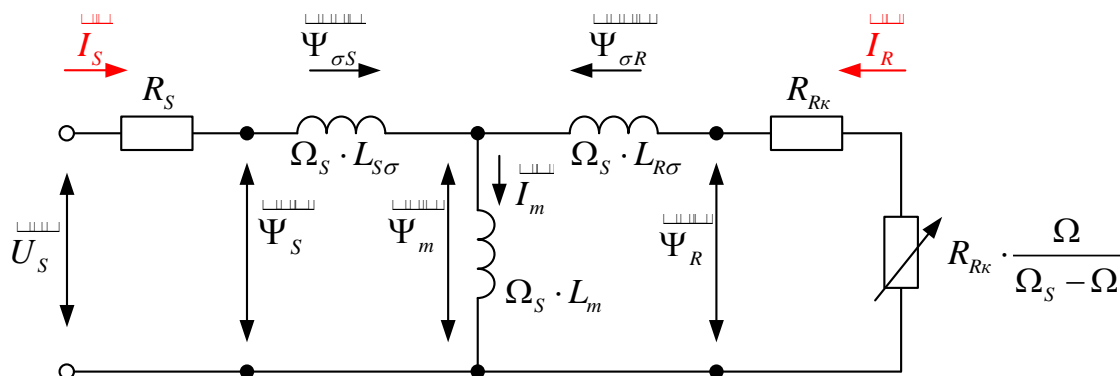 I_S
Ψ_σS
Ψ_σR
I_R
R_S
R_Rκ
Ω_S · L_Sσ
Ω_S · L_Rσ
I_m
U_S
Ψ_S
Ψ_m
Ψ_R
Ω_S · L_m
R_Rκ · Ω / (Ω_S − Ω)